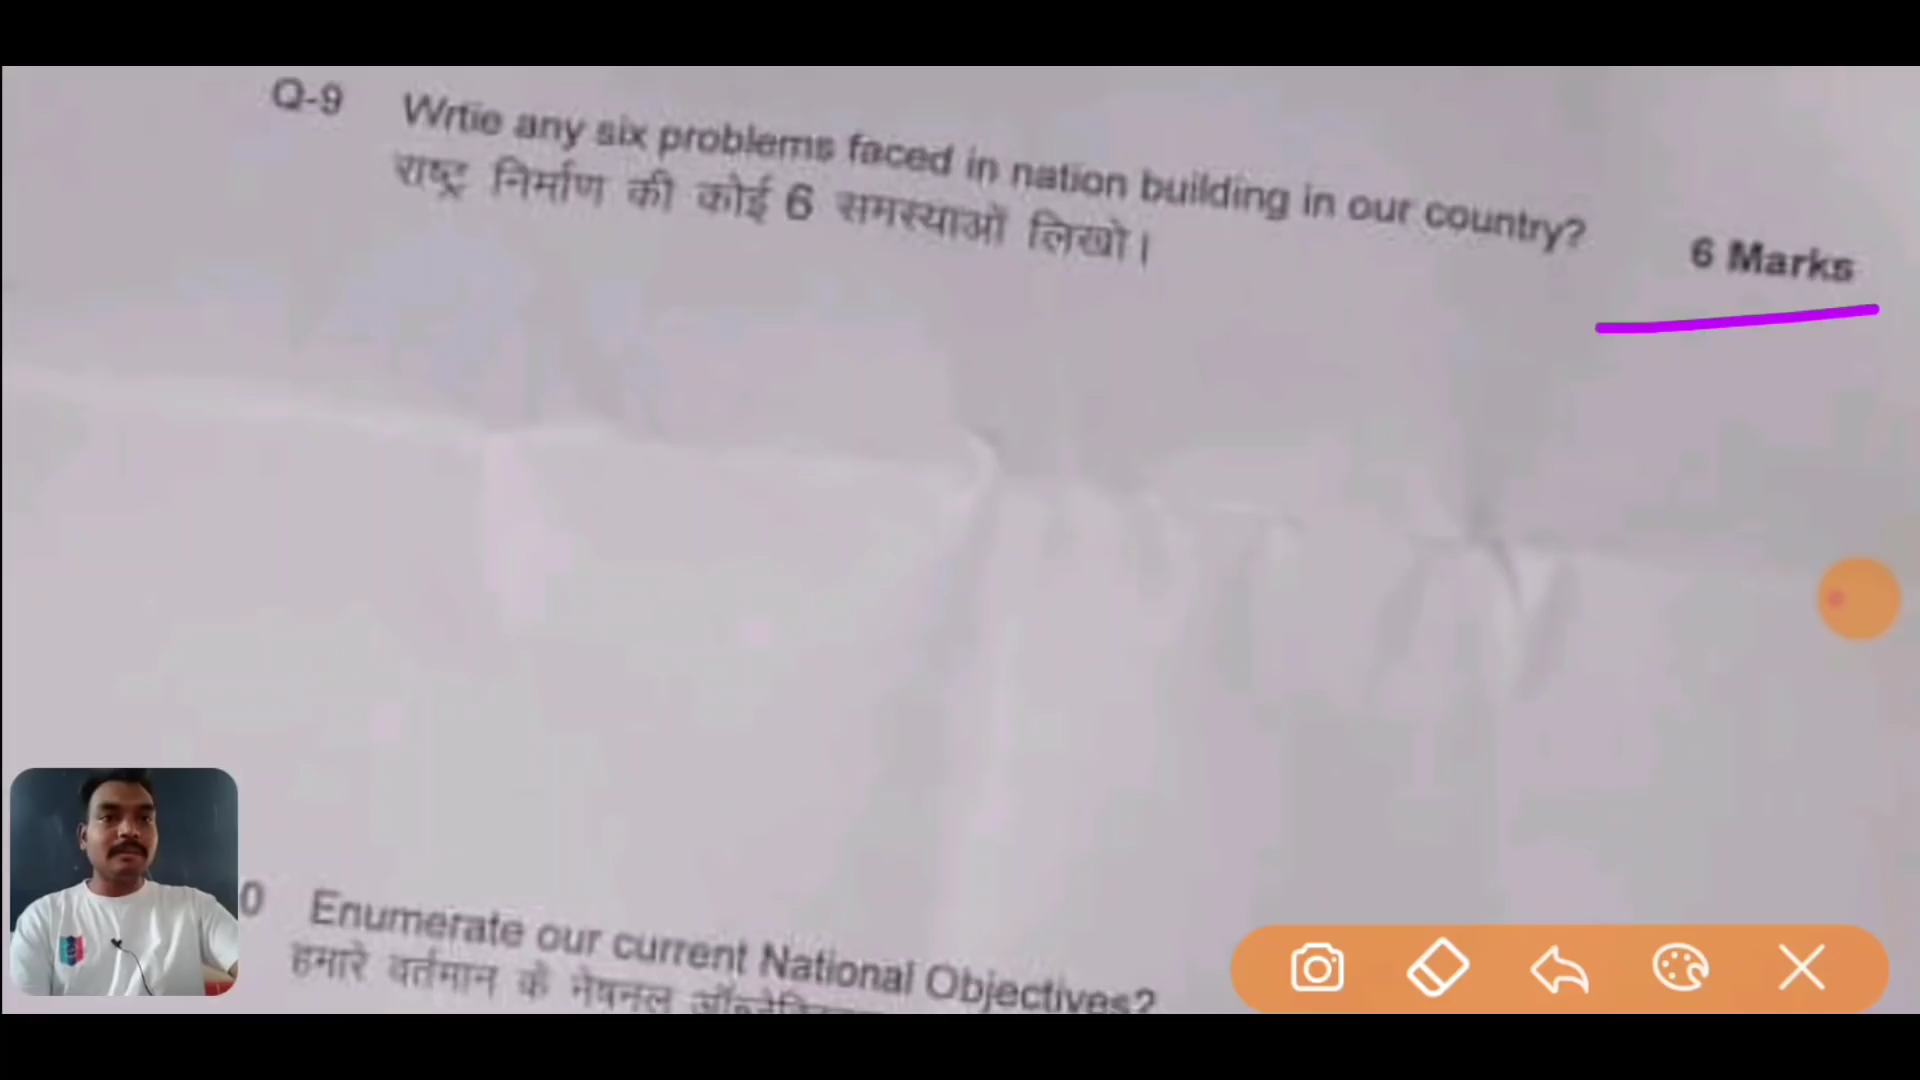 Q-9 Wrtie any six problems faced in nation building in our country?
राष्ट्र निर्माण की कोई 6 समस्याओं लिखो।
6 Marks
0 Enumerate our current National Objectives?
हमारे वर्तमान के नेषनल